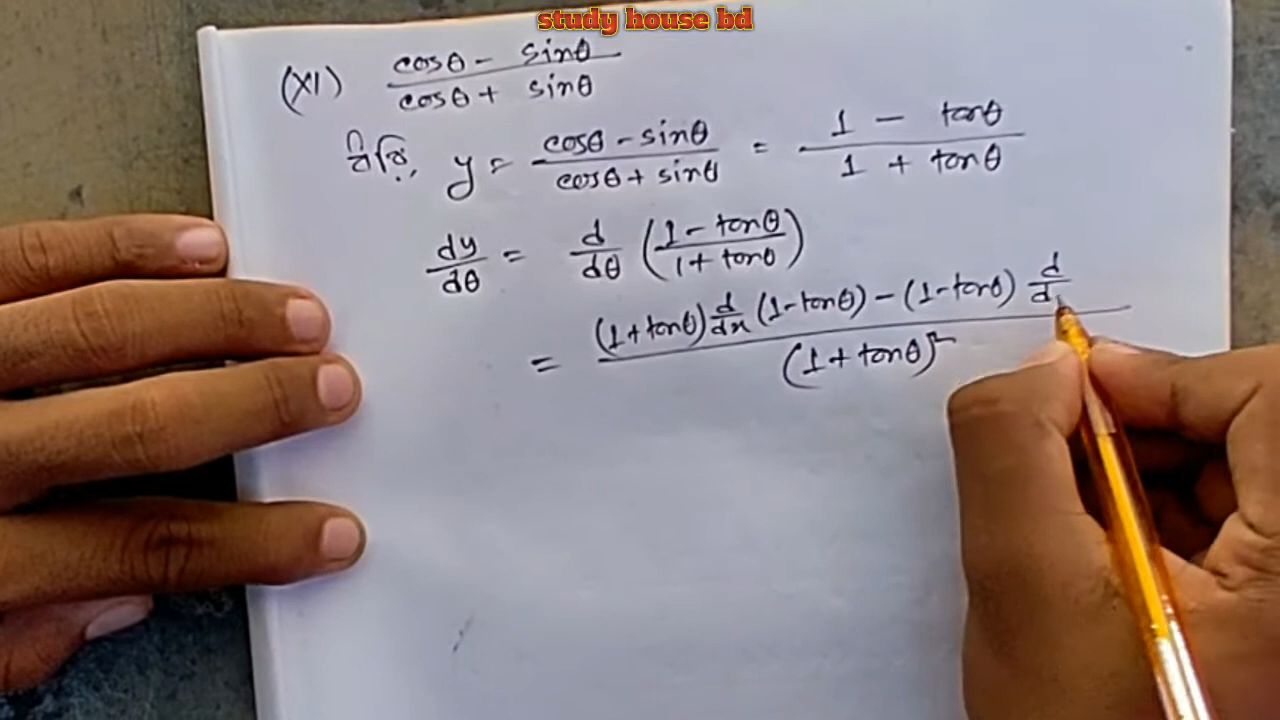 study house bd
(XI) cosθ - sinθ / cosθ + sinθ
ধরি, y = cosθ - sinθ / cosθ + sinθ = 1 - tanθ / 1 + tanθ
dy/dθ = d/dθ (1 - tanθ / 1 + tanθ)
= (1 + tanθ) d/dx (1 - tanθ) - (1 - tanθ) d/d / (1 + tanθ)²